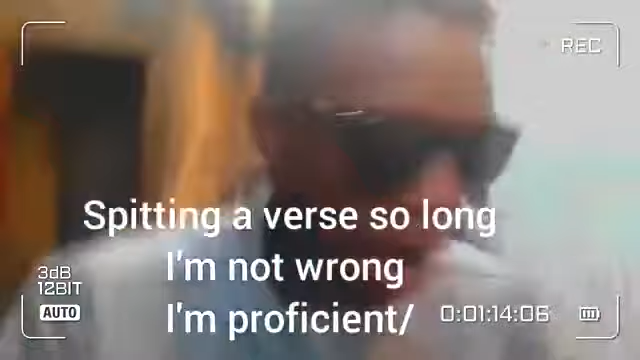 REC
Spitting a verse so long
I'm not wrong
I'm proficient/
3dB
12BIT
AUTO
0:01:14:06